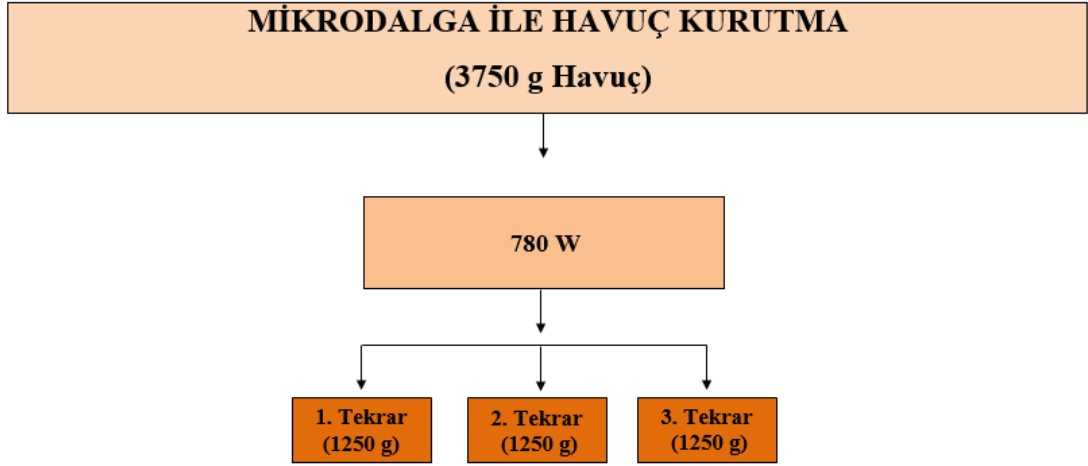 MİKRODALGA İLE HAVUÇ KURUTMA
(3750 g Havuç)
780 W
1. Tekrar
(1250 g)
2. Tekrar
(1250 g)
3. Tekrar
(1250 g)